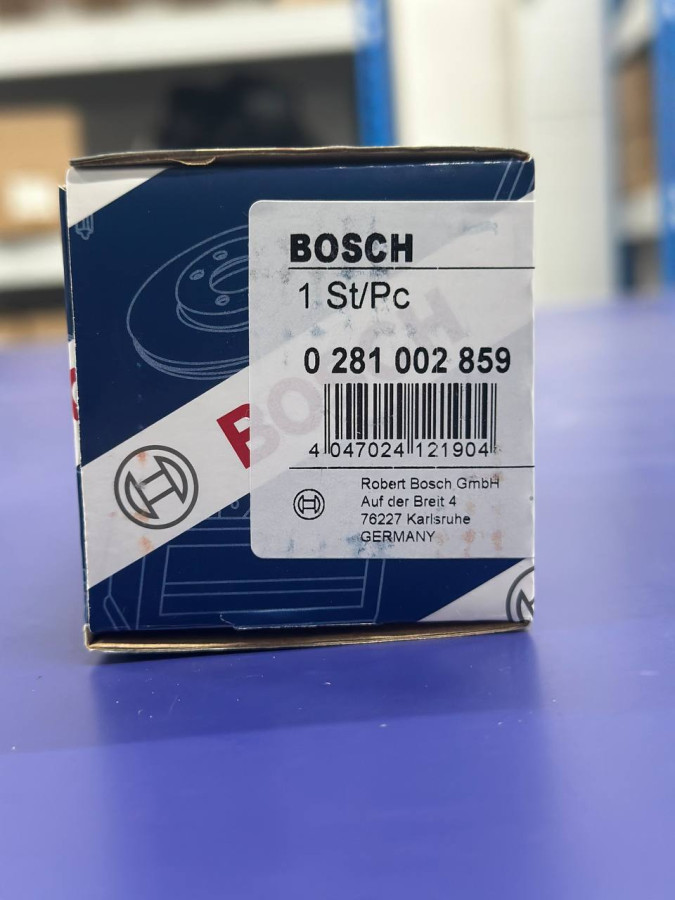 BOSCH
1 St/Pc
0 281 002 859
4 047024 121904
Robert Bosch GmbH
Auf der Breit 4
76227 Karlsruhe
GERMANY
BOSCH